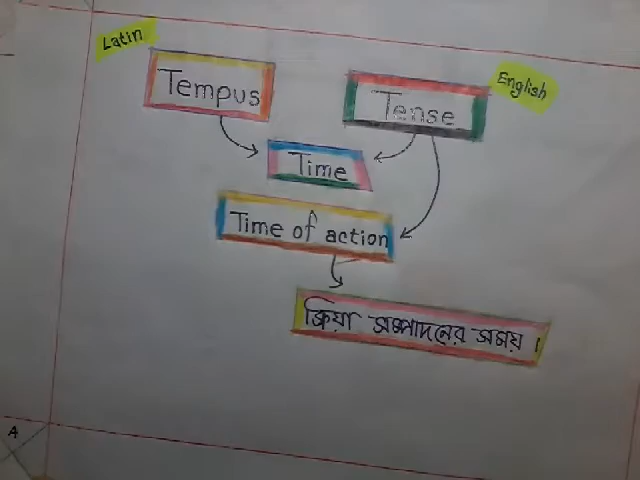 Latin
Tempus
English
Tense
Time
Time of action
ক্রিয়া সম্পাদনের সময়।
A